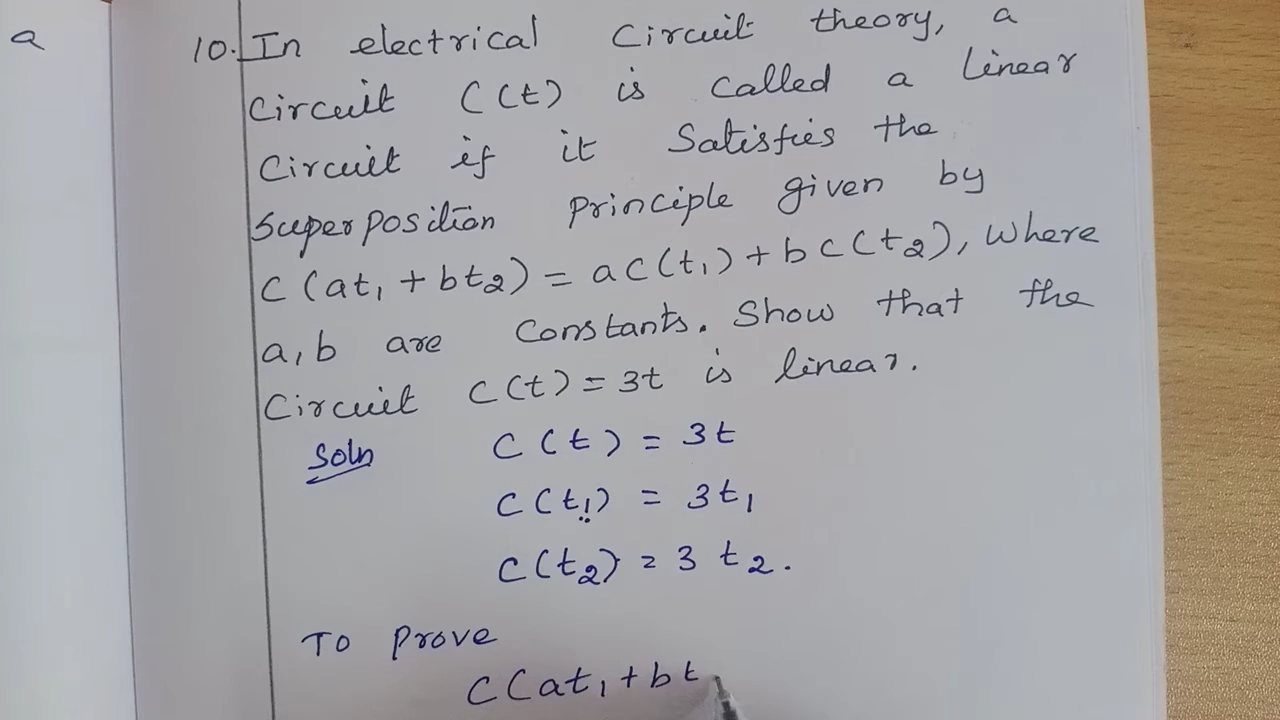 a
10. In electrical Circuit theory, a
Circuit C(t) is called a linear
Circuit if it Satisfies the
Superposition Principle given by
C(at₁ + bt₂) = aC(t₁) + bC(t₂), Where
a, b are Constants. Show that the
Circuit C(t) = 3t is linear.
Soln C(t) = 3t
C(t₁) = 3t₁
C(t₂) = 3t₂.
To Prove
C(at₁ + bt